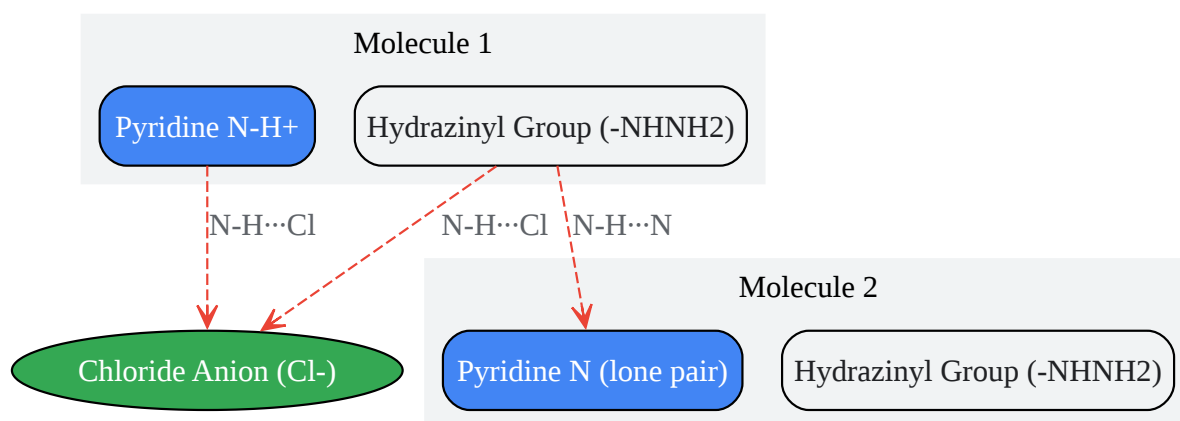 Molecule 1
Pyridine N-H+
Hydrazinyl Group (-NHNH2)
N-H···Cl
N-H···Cl
N-H···N
Molecule 2
Chloride Anion (Cl-)
Pyridine N (lone pair)
Hydrazinyl Group (-NHNH2)